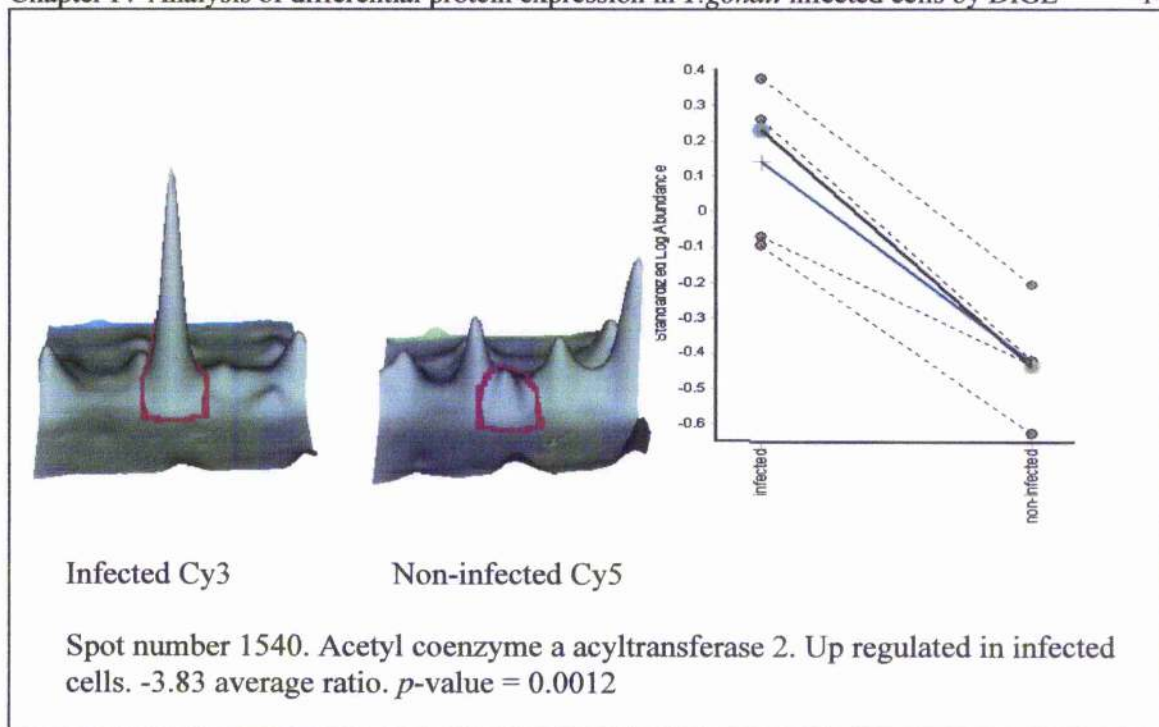 Chapter IV Analysis of differential protein expression in T.gondii infected cells by DIGE
0.4
0.3
0.2
0.1
0
-0.1
-0.2
-0.3
-0.4
-0.5
-0.6
Standardized Log Abundance
infected
non-infected
Infected Cy3
Non-infected Cy5
Spot number 1540. Acetyl coenzyme a acyltransferase 2. Up regulated in infected
cells. -3.83 average ratio. p-value = 0.0012